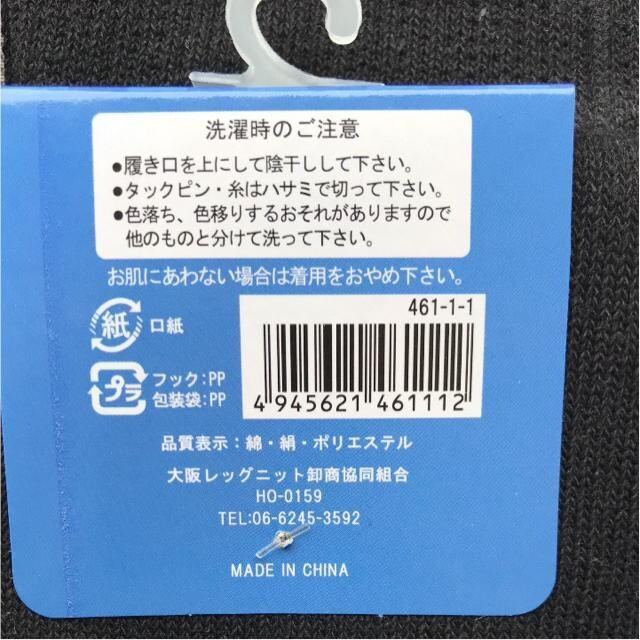 洗濯時のご注意
●履き口を上にして陰干しして下さい。
●タックピン・糸はハサミで切って下さい。
●色落ち、色移りするおそれがありますので
他のものと分けて洗って下さい。
お肌にあわない場合は着用をおやめ下さい。
紙 口紙
461-1-1
プラ フック:PP
包装袋:PP
4 945621 461112
品質表示:綿・絹・ポリエステル
大阪レッグニット卸商協同組合
HO-0159
TEL:06-6245-3592
MADE IN CHINA